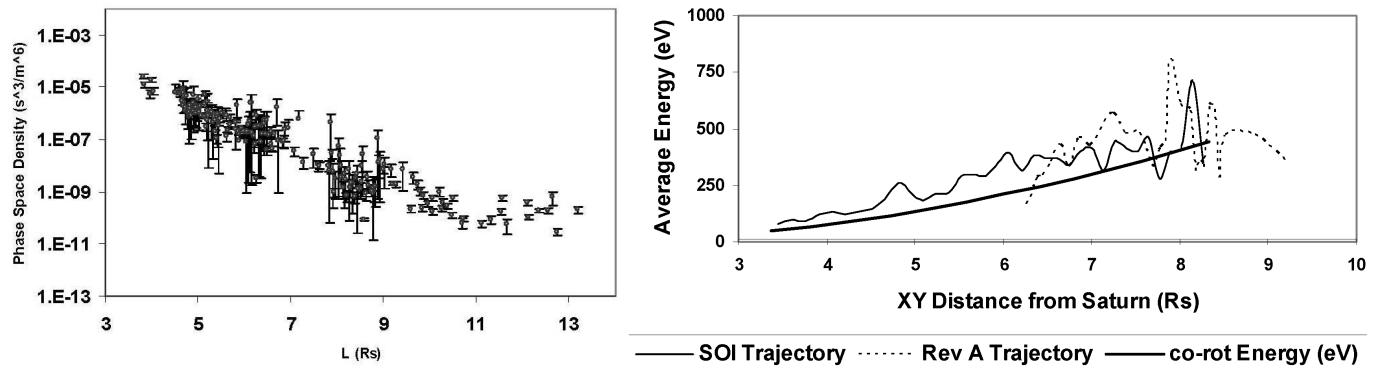 Phase Space Density (s^3/m^6)
1.E-03
1.E-05
1.E-07
1.E-09
1.E-11
1.E-13
3 5 7 9 11 13
L (Rs)
Average Energy (eV)
1000
750
500
250
0
3 4 5 6 7 8 9 10
XY Distance from Saturn (Rs)
SOI Trajectory Rev A Trajectory co-rot Energy (eV)